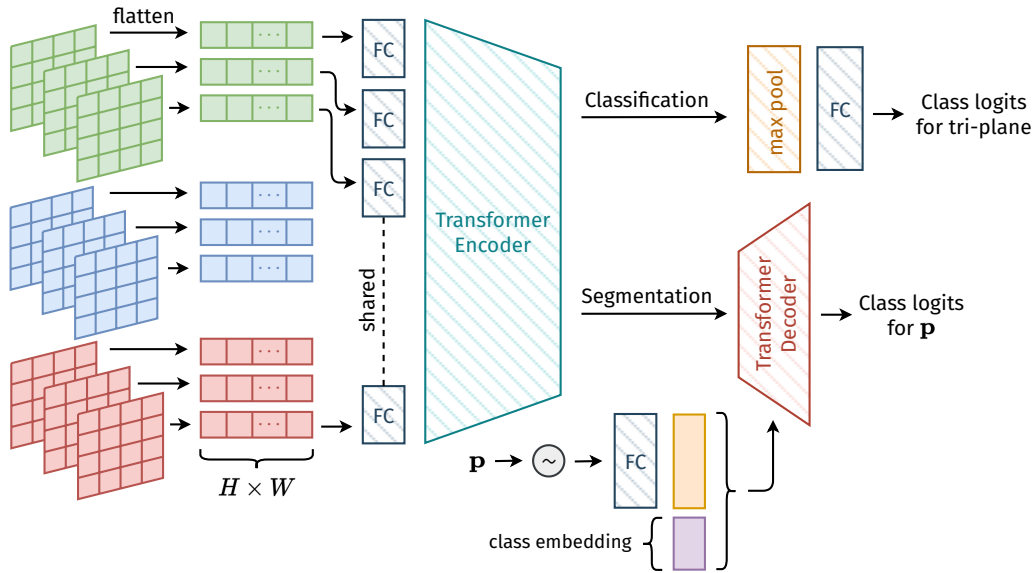 flatten
···
···
···
FC
FC
FC
···
···
···
shared
···
···
···
FC
H × W
Transformer
Encoder
Classification
max pool
FC
Class logits
for tri-plane
Segmentation
Transformer
Decoder
Class logits
for p
p
~
FC
class embedding